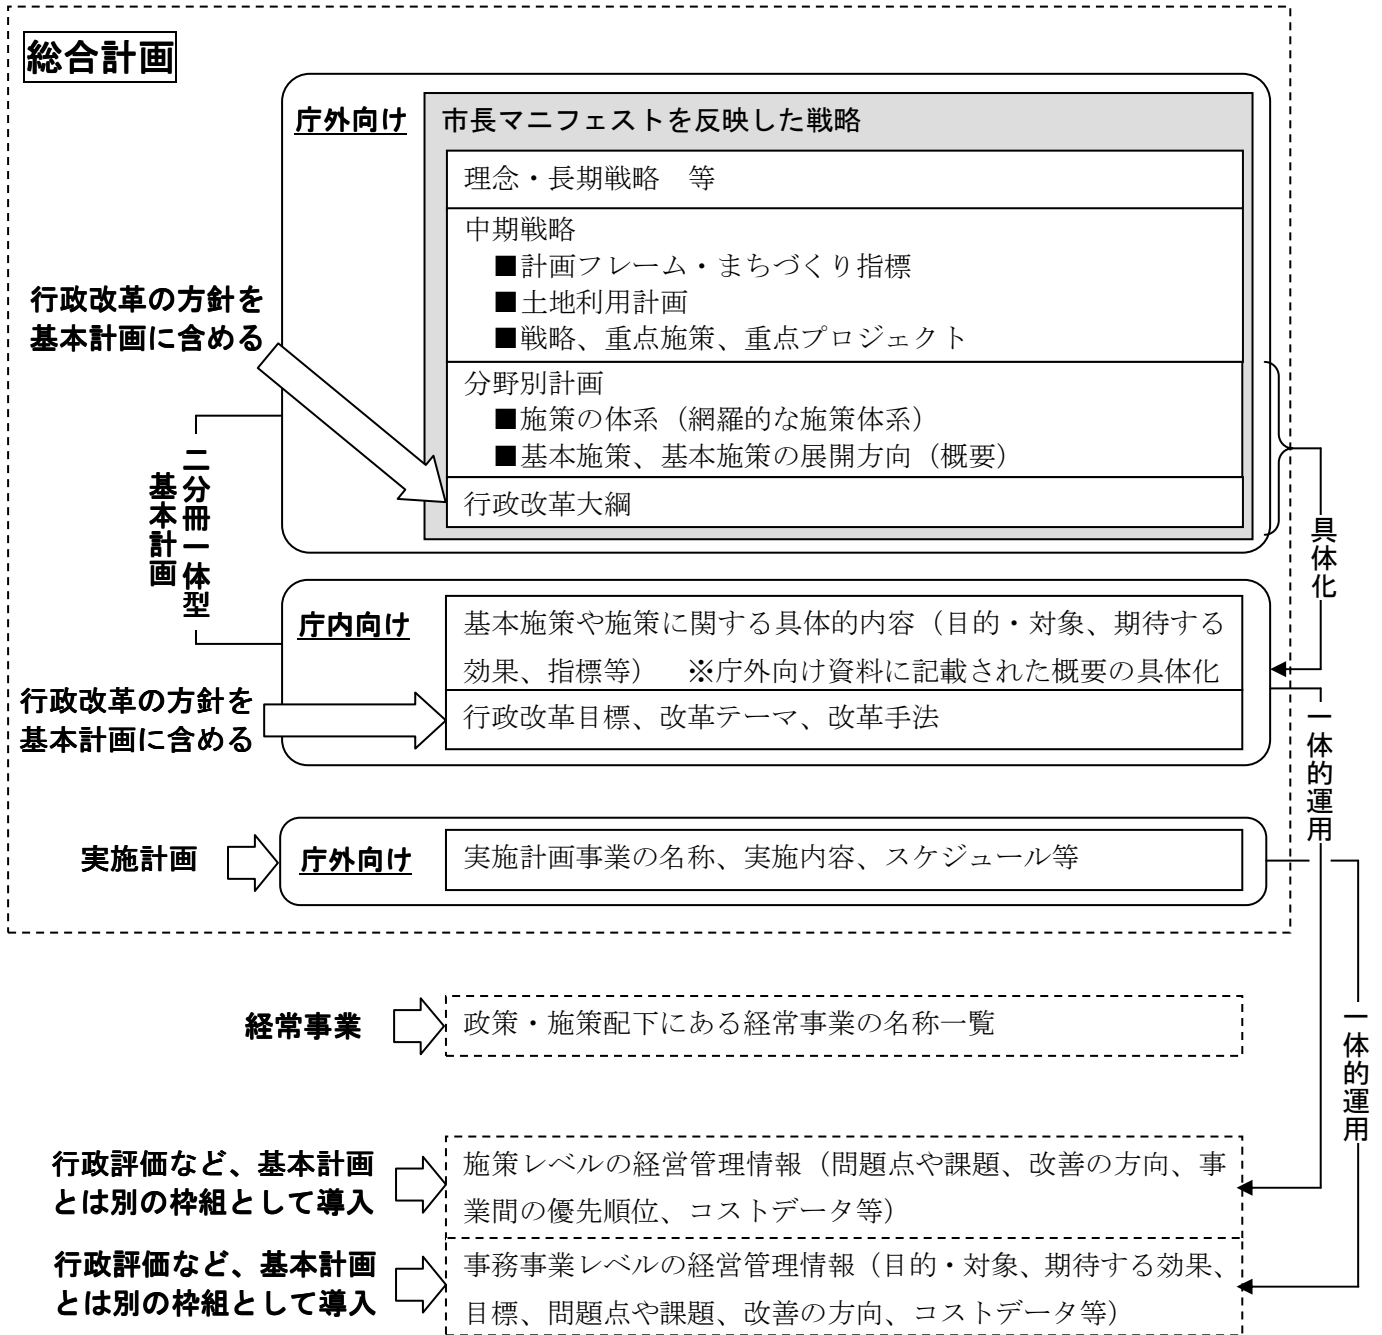 総合計画
庁外向け
市長マニフェストを反映した戦略
理念・長期戦略　等
中期戦略
■計画フレーム・まちづくり指標
■土地利用計画
■戦略、重点施策、重点プロジェクト
行政改革の方針を
基本計画に含める
分野別計画
■施策の体系（網羅的な施策体系）
■基本施策、基本施策の展開方向（概要）
行政改革大綱
二分冊一体型
基本計画
具体化
庁内向け
基本施策や施策に関する具体的内容（目的・対象、期待する
効果、指標等）　※庁外向け資料に記載された概要の具体化
行政改革の方針を
基本計画に含める
行政改革目標、改革テーマ、改革手法
一体的運用
実施計画
庁外向け
実施計画事業の名称、実施内容、スケジュール等
経常事業
政策・施策配下にある経常事業の名称一覧
一体的運用
行政評価など、基本計画
とは別の枠組として導入
施策レベルの経営管理情報（問題点や課題、改善の方向、事
業間の優先順位、コストデータ等）
行政評価など、基本計画
とは別の枠組として導入
事務事業レベルの経営管理情報（目的・対象、期待する効果、
目標、問題点や課題、改善の方向、コストデータ等）